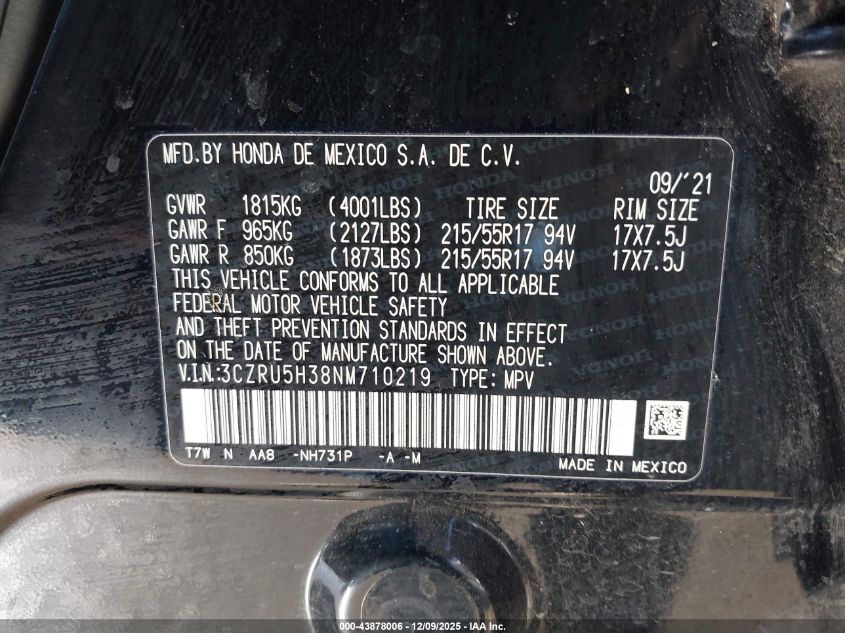 MFD.BY HONDA DE MEXICO S.A. DE C.V.
09/'21
GVWR 1815KG (4001LBS) TIRE SIZE RIM SIZE
GAWR F 965KG (2127LBS) 215/55R17 94V 17X7.5J
GAWR R 850KG (1873LBS) 215/55R17 94V 17X7.5J
THIS VEHICLE CONFORMS TO ALL APPLICABLE
FEDERAL MOTOR VEHICLE SAFETY
AND THEFT PREVENTION STANDARDS IN EFFECT
ON THE DATE OF MANUFACTURE SHOWN ABOVE.
V.I.N.:3CZRU5H38NM710219 TYPE: MPV
T7W N AA8 -NH731P -A -M
MADE IN MEXICO
000-43878006 - 12/09/2025 - IAA, Inc.